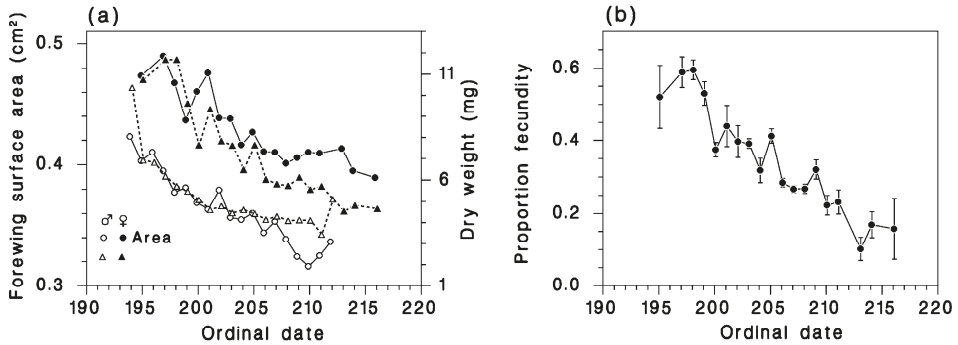 (a)
Forewing surface area (cm²)
0.5
0.4
0.3
♂ ♀
Area
11
6
1
Dry weight (mg)
190 195 200 205 210 215 220
Ordinal date
(b)
Proportion fecundity
0.6
0.4
0.2
0.0
190 195 200 205 210 215 220
Ordinal date